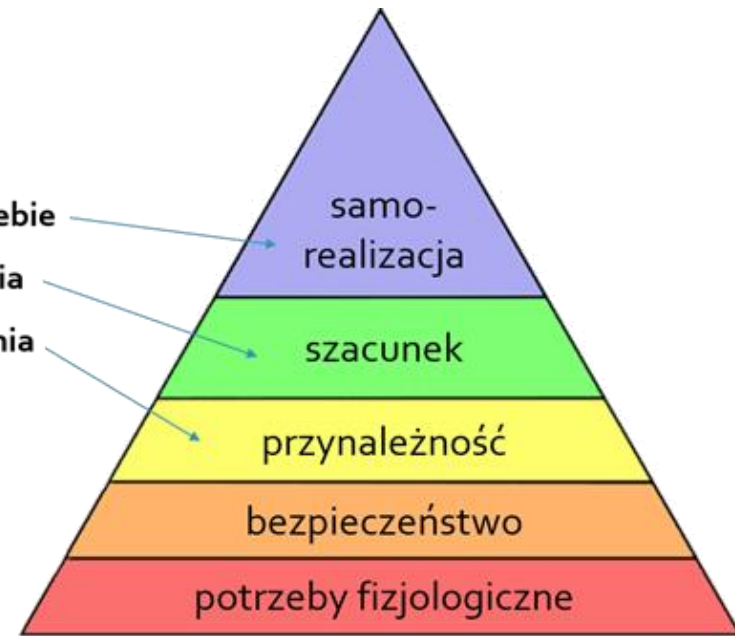 samo-
realizacja
szacunek
przynależność
bezpieczeństwo
potrzeby fizjologiczne